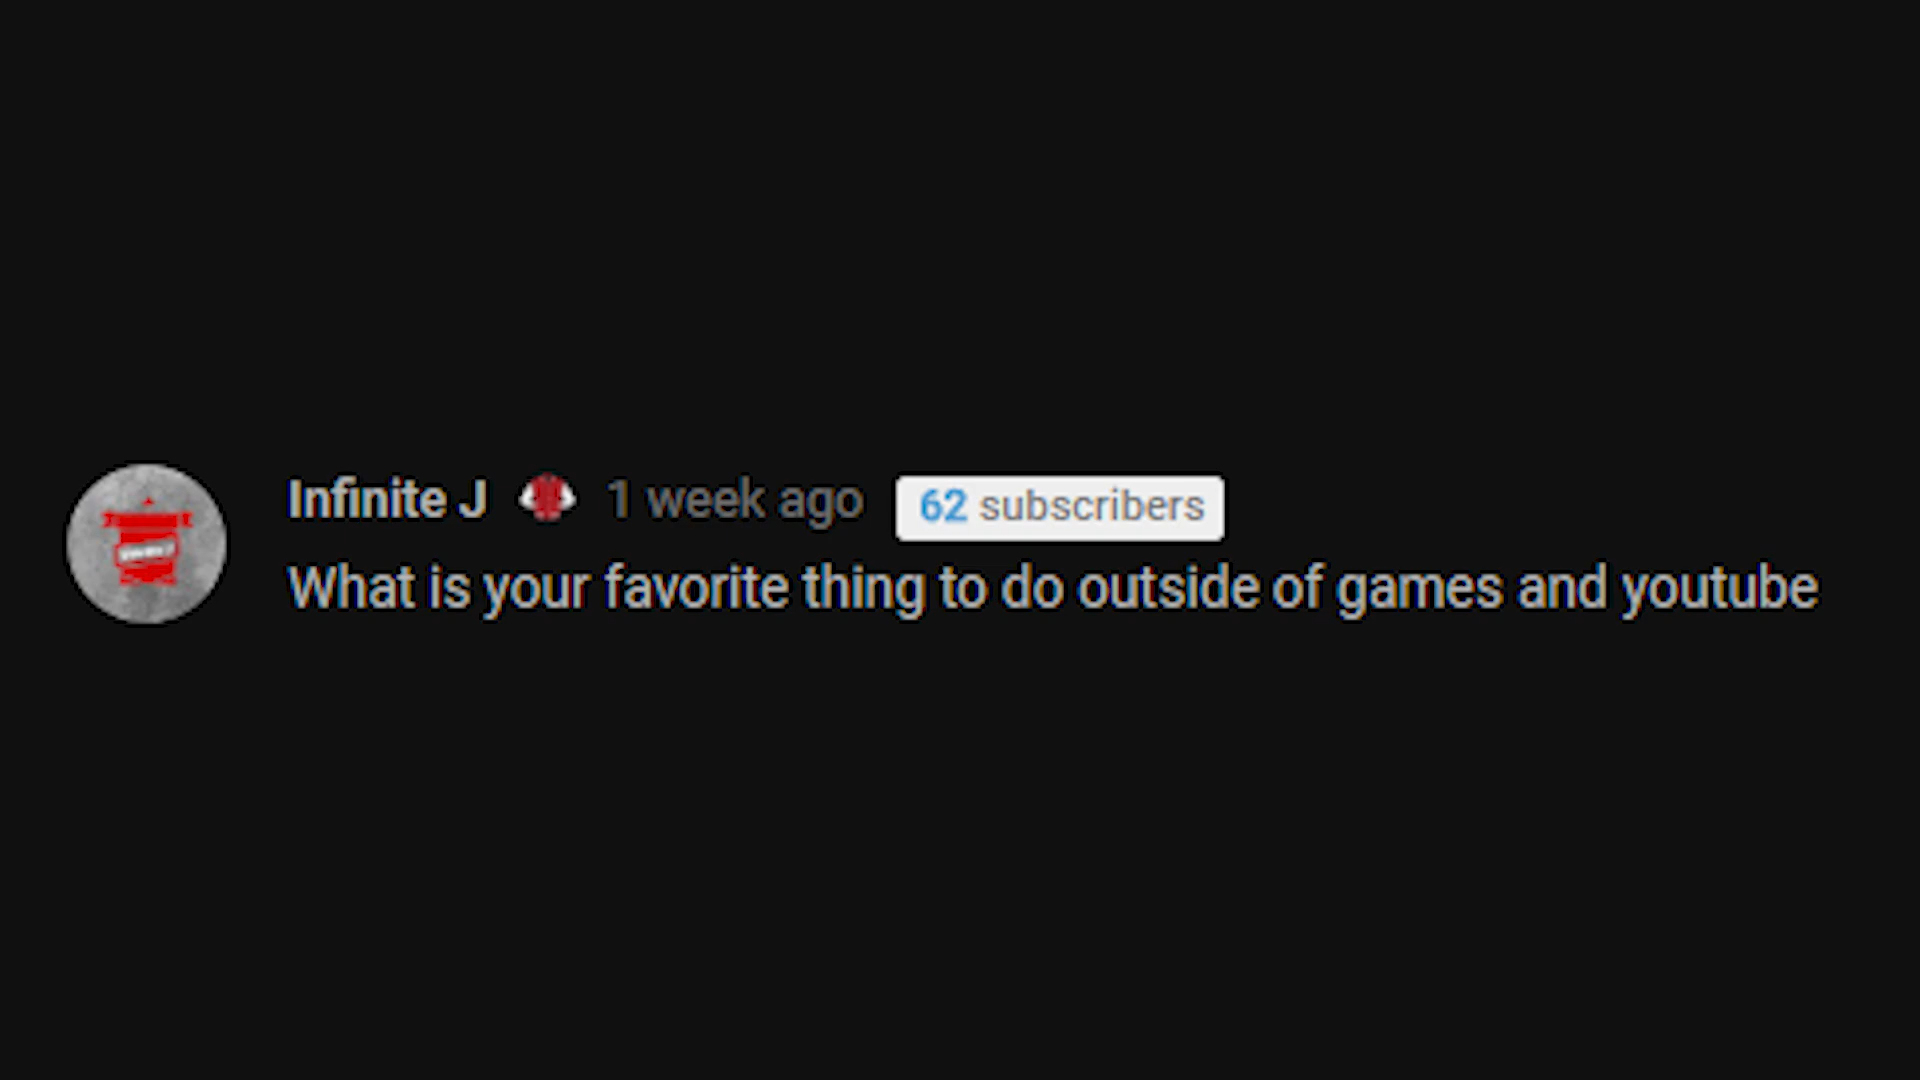 Infinite J 1 week ago 62 subscribers
What is your favorite thing to do outside of games and youtube